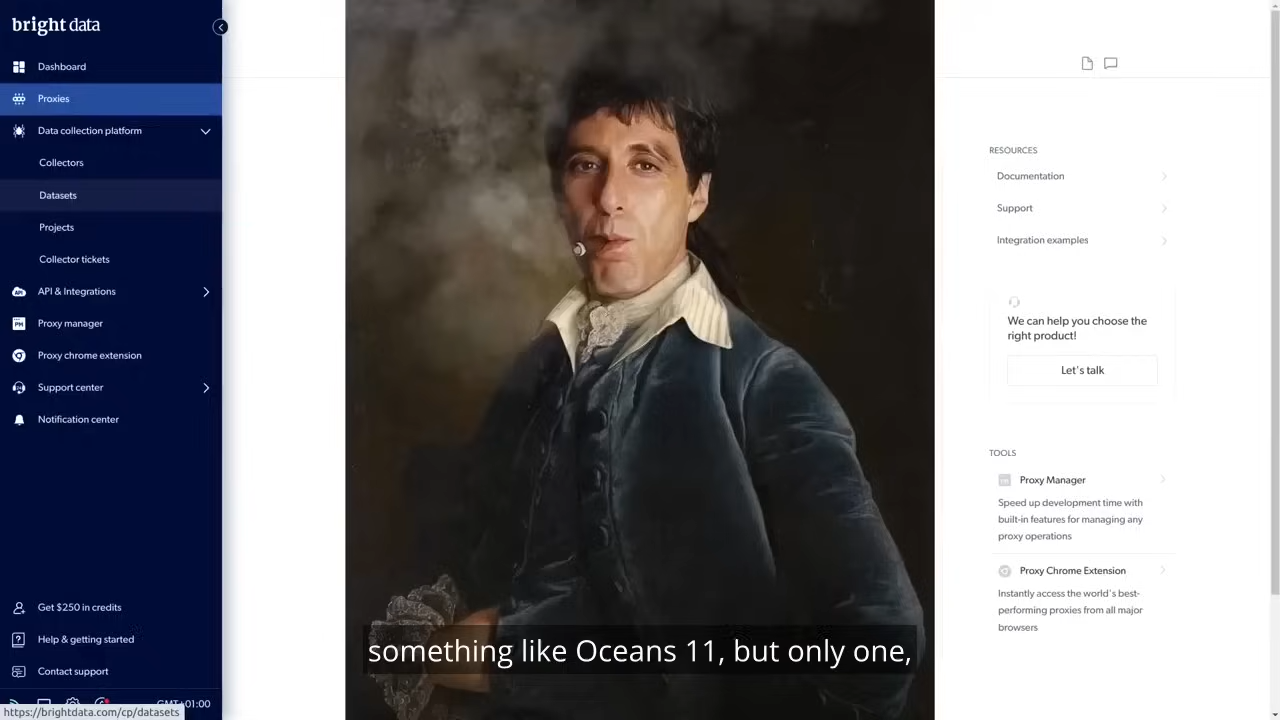 bright data
Dashboard
Proxies
Data collection platform
Collectors
Datasets
Projects
Collector tickets
API & Integrations
Proxy manager
Proxy chrome extension
Support center
Notification center
Get $250 in credits
Help & getting started
Contact support
GMT+01:00
https://brightdata.com/cp/datasets
RESOURCES
Documentation
Support
Integration examples
We can help you choose the
right product!
Let's talk
TOOLS
Proxy Manager
Speed up development time with
built-in features for managing any
proxy operations
Proxy Chrome Extension
Instantly access the world's best-
performing proxies from all major
browsers
something like Oceans 11, but only one,